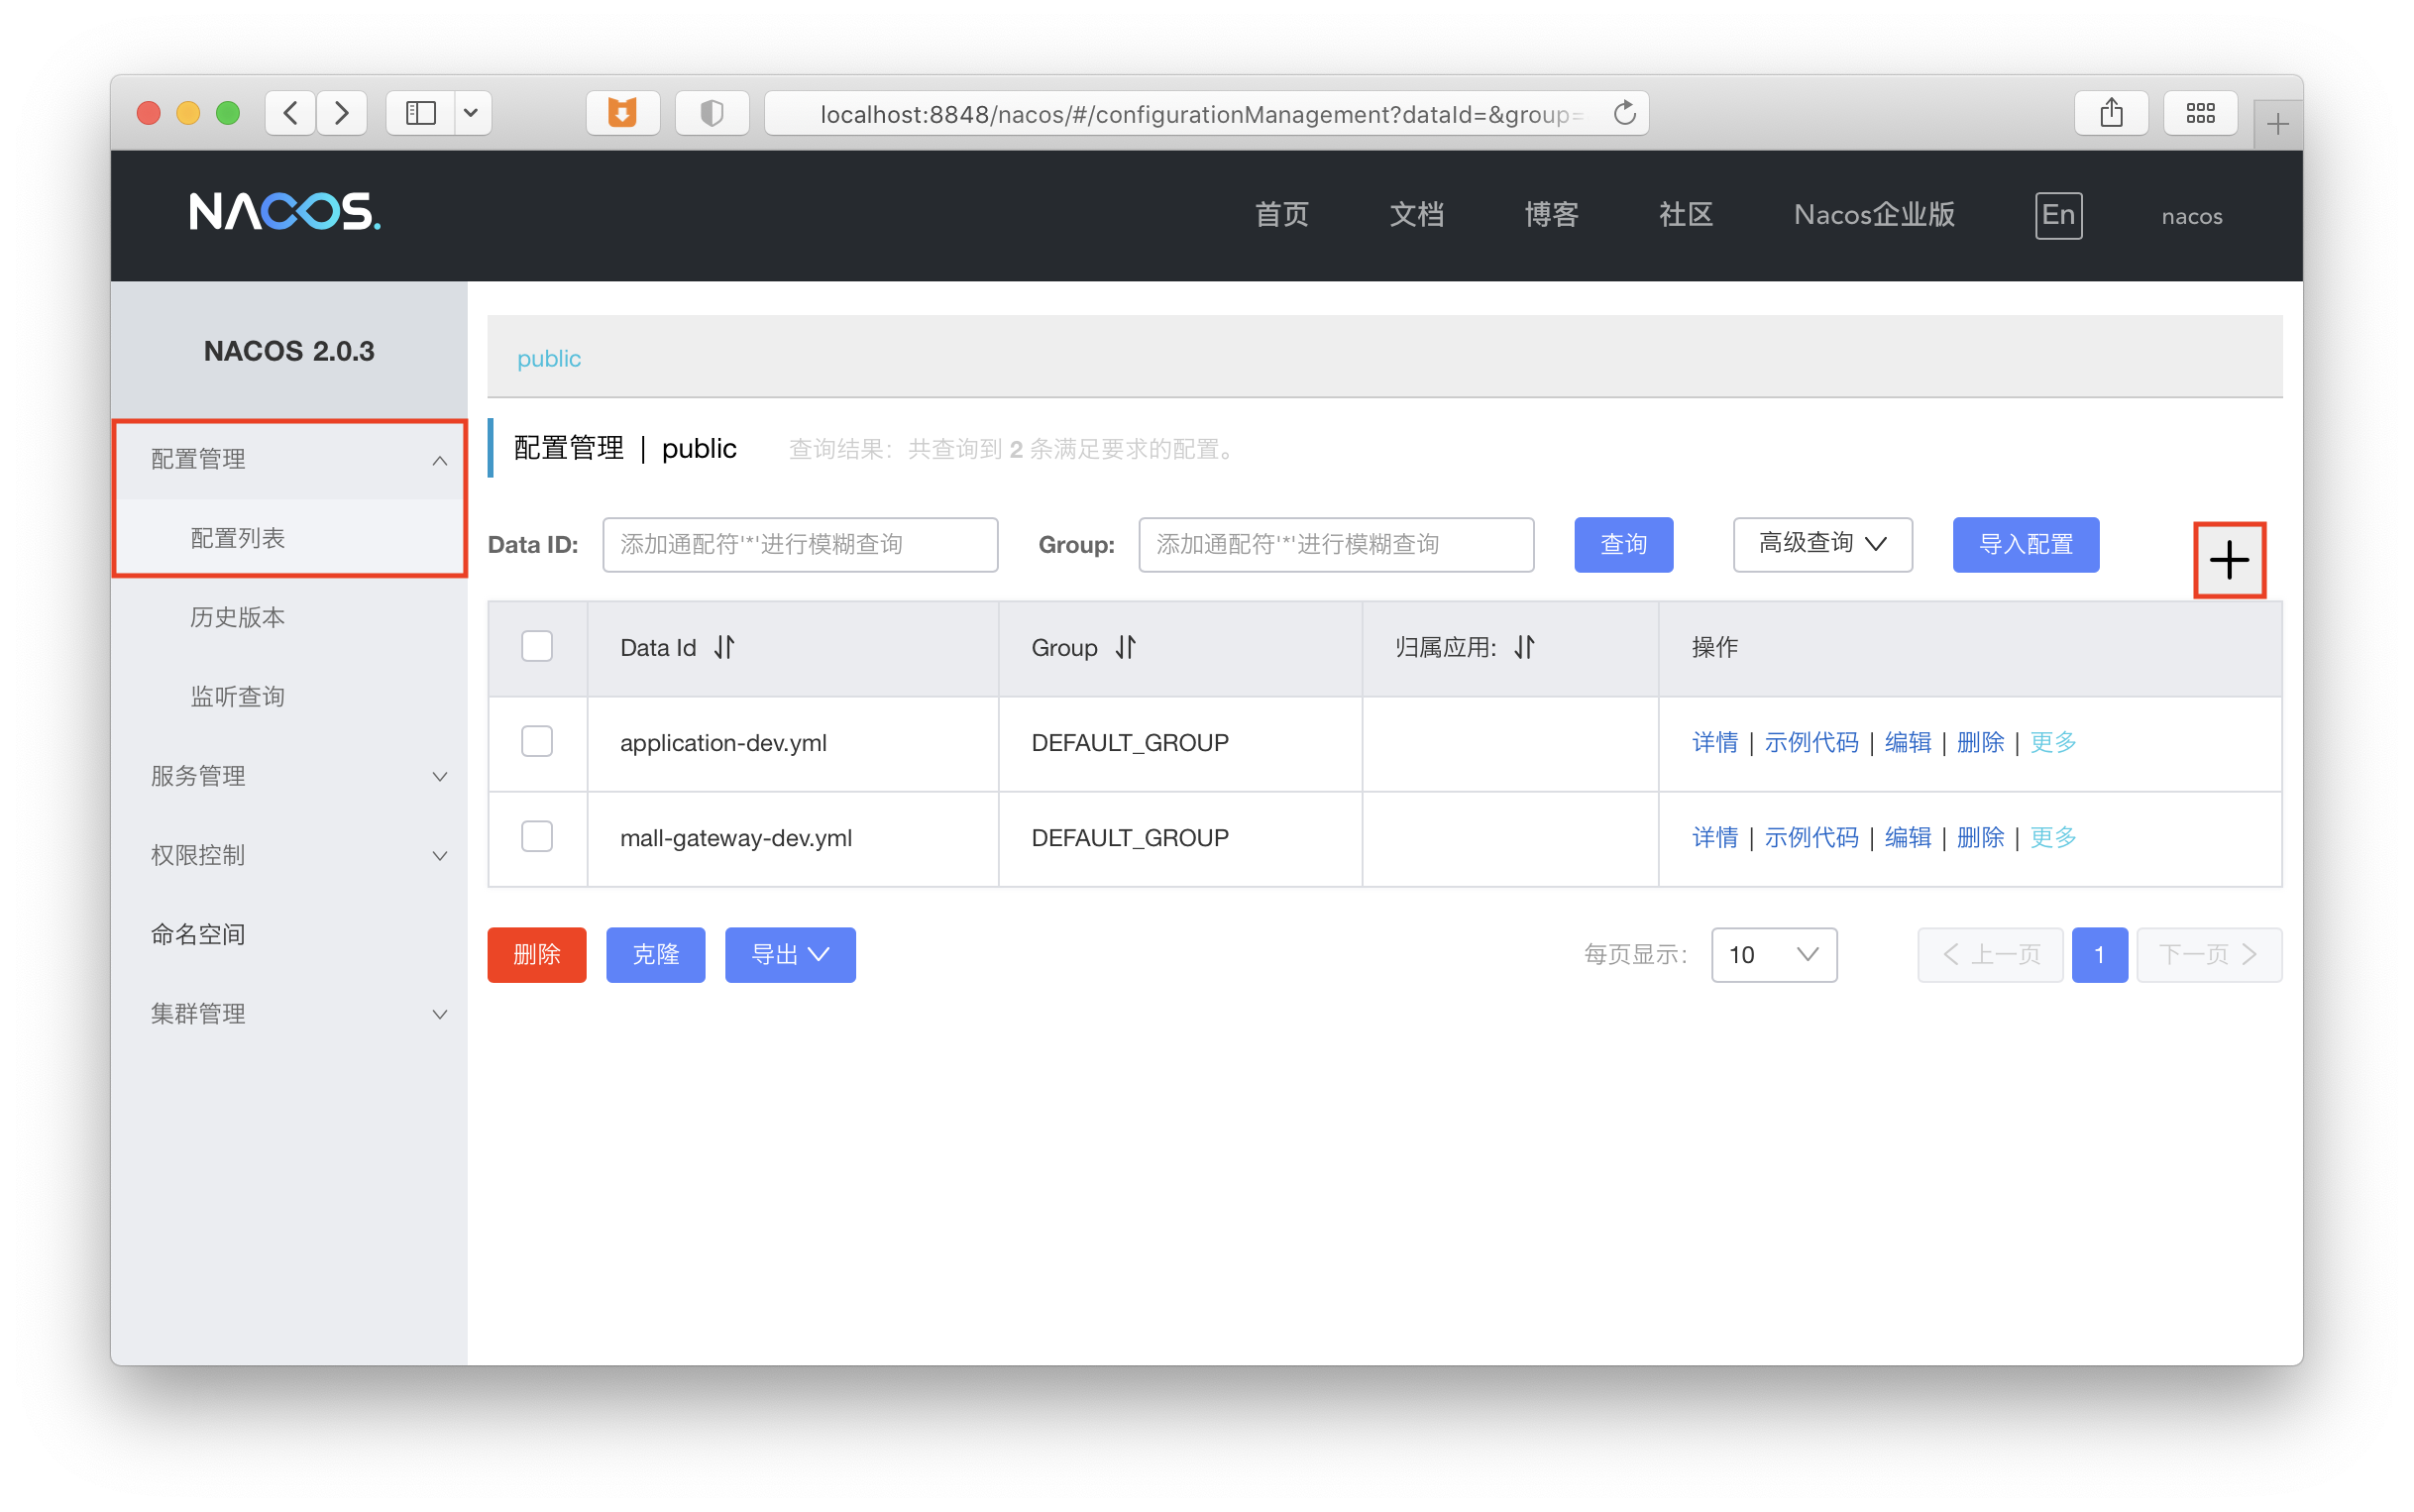 localhost:8848/nacos/#/configurationManagement?dataId=&group=
NACOS.
首页 文档 博客 社区 Nacos企业版 En nacos
NACOS 2.0.3
配置管理
配置列表
历史版本
监听查询
服务管理
权限控制
命名空间
集群管理
public
配置管理 | public 查询结果：共查询到 2 条满足要求的配置。
Data ID: 添加通配符'*'进行模糊查询 Group: 添加通配符'*'进行模糊查询 查询 高级查询 导入配置
Data Id Group 归属应用: 操作
application-dev.yml DEFAULT_GROUP 详情 | 示例代码 | 编辑 | 删除 | 更多
mall-gateway-dev.yml DEFAULT_GROUP 详情 | 示例代码 | 编辑 | 删除 | 更多
删除 克隆 导出 每页显示: 10 上一页 1 下一页